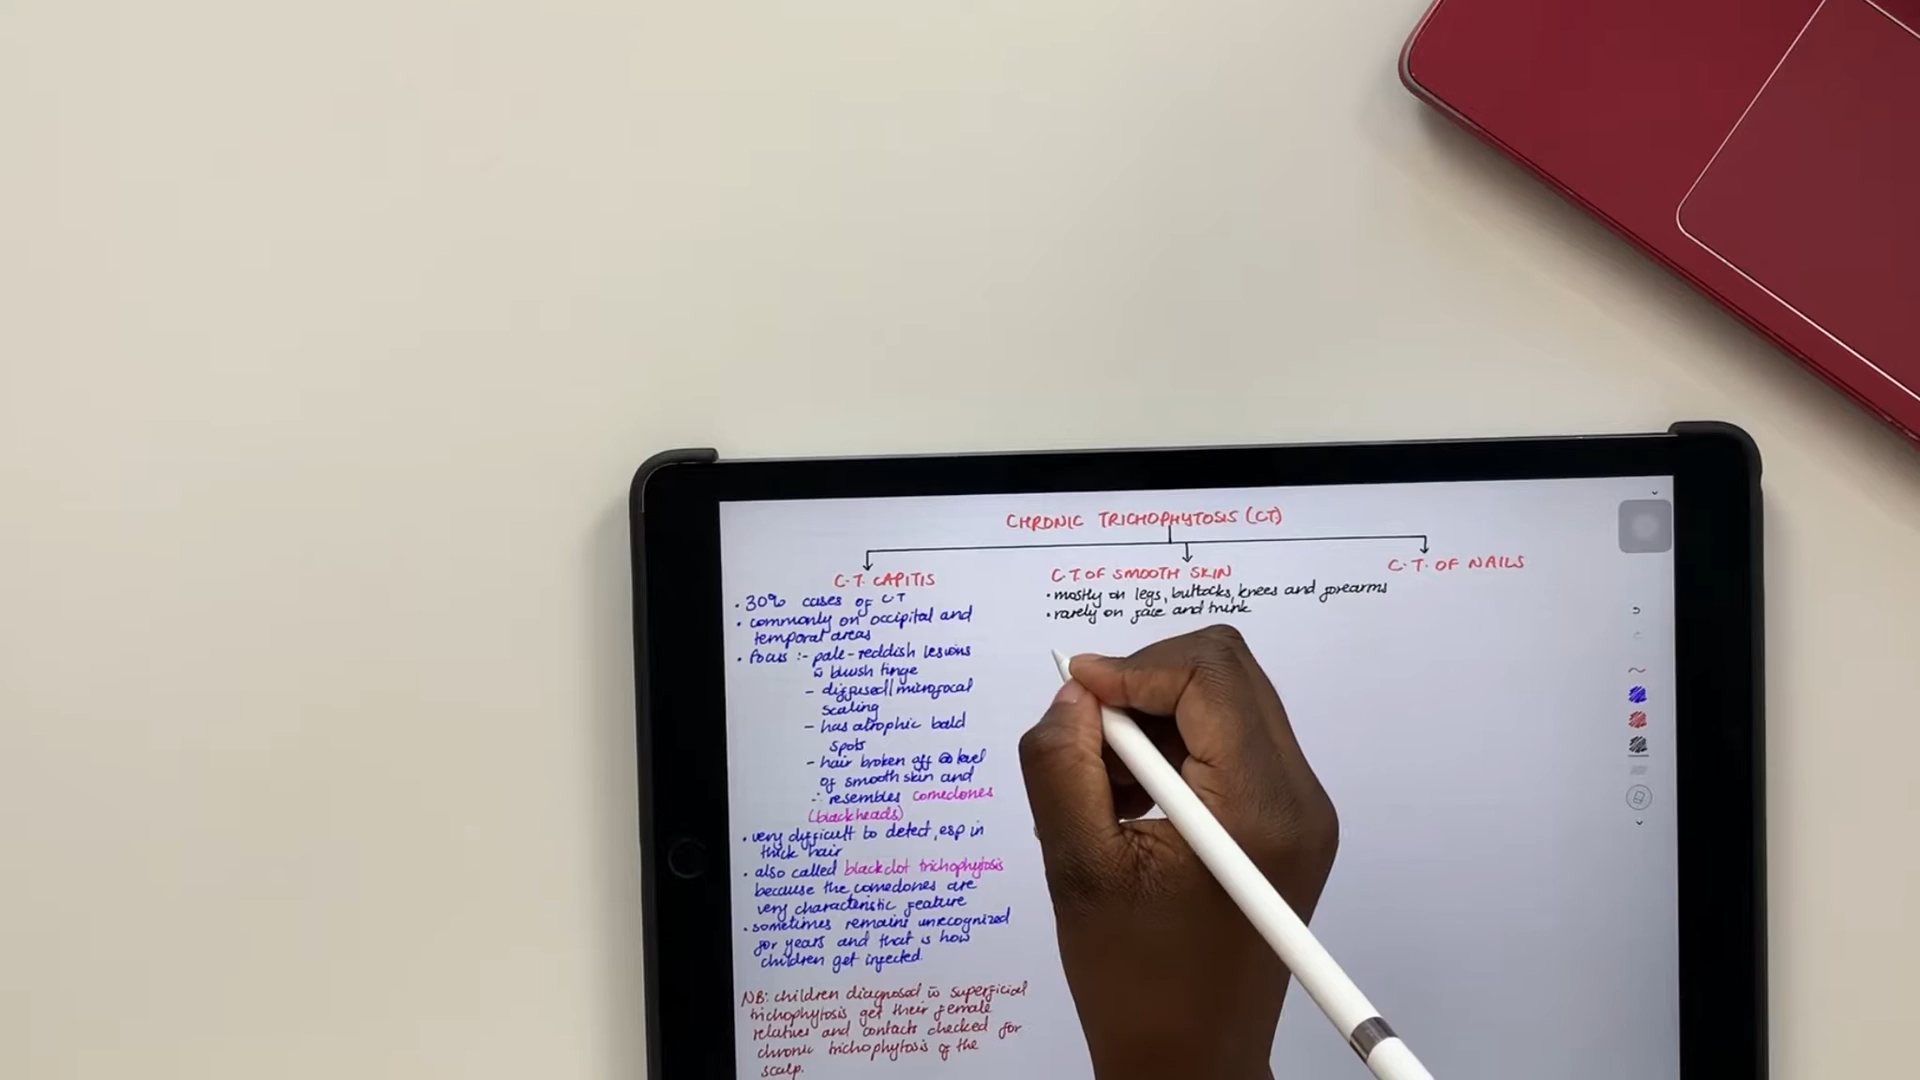 CHRONIC TRICHOPHYTOSIS (CT)
C.T. CAPITIS
• 30% cases of CT
• commonly on occipital and
temporal areas
• focus :- pale-reddish lesions
w̄ bluish tinge
- diffused/microfocal
scaling
- has atrophic bald
spots
- hair broken off @ level
of smooth skin and
∴ resembles comedones
(blackheads)
• very difficult to detect, esp in
thick hair
• also called blackdot trichophytosis
because the comedones are
very characteristic feature
• sometimes remains unrecognized
for years and that is how
children get infected.
NB: children diagnosed w̄ superficial
trichophytosis get their female
relatives and contacts checked for
chronic trichophytosis of the
scalp.
C.T. OF SMOOTH SKIN
• mostly on legs, buttocks, knees and forearms
• rarely on face and trunk
C.T. OF NAILS